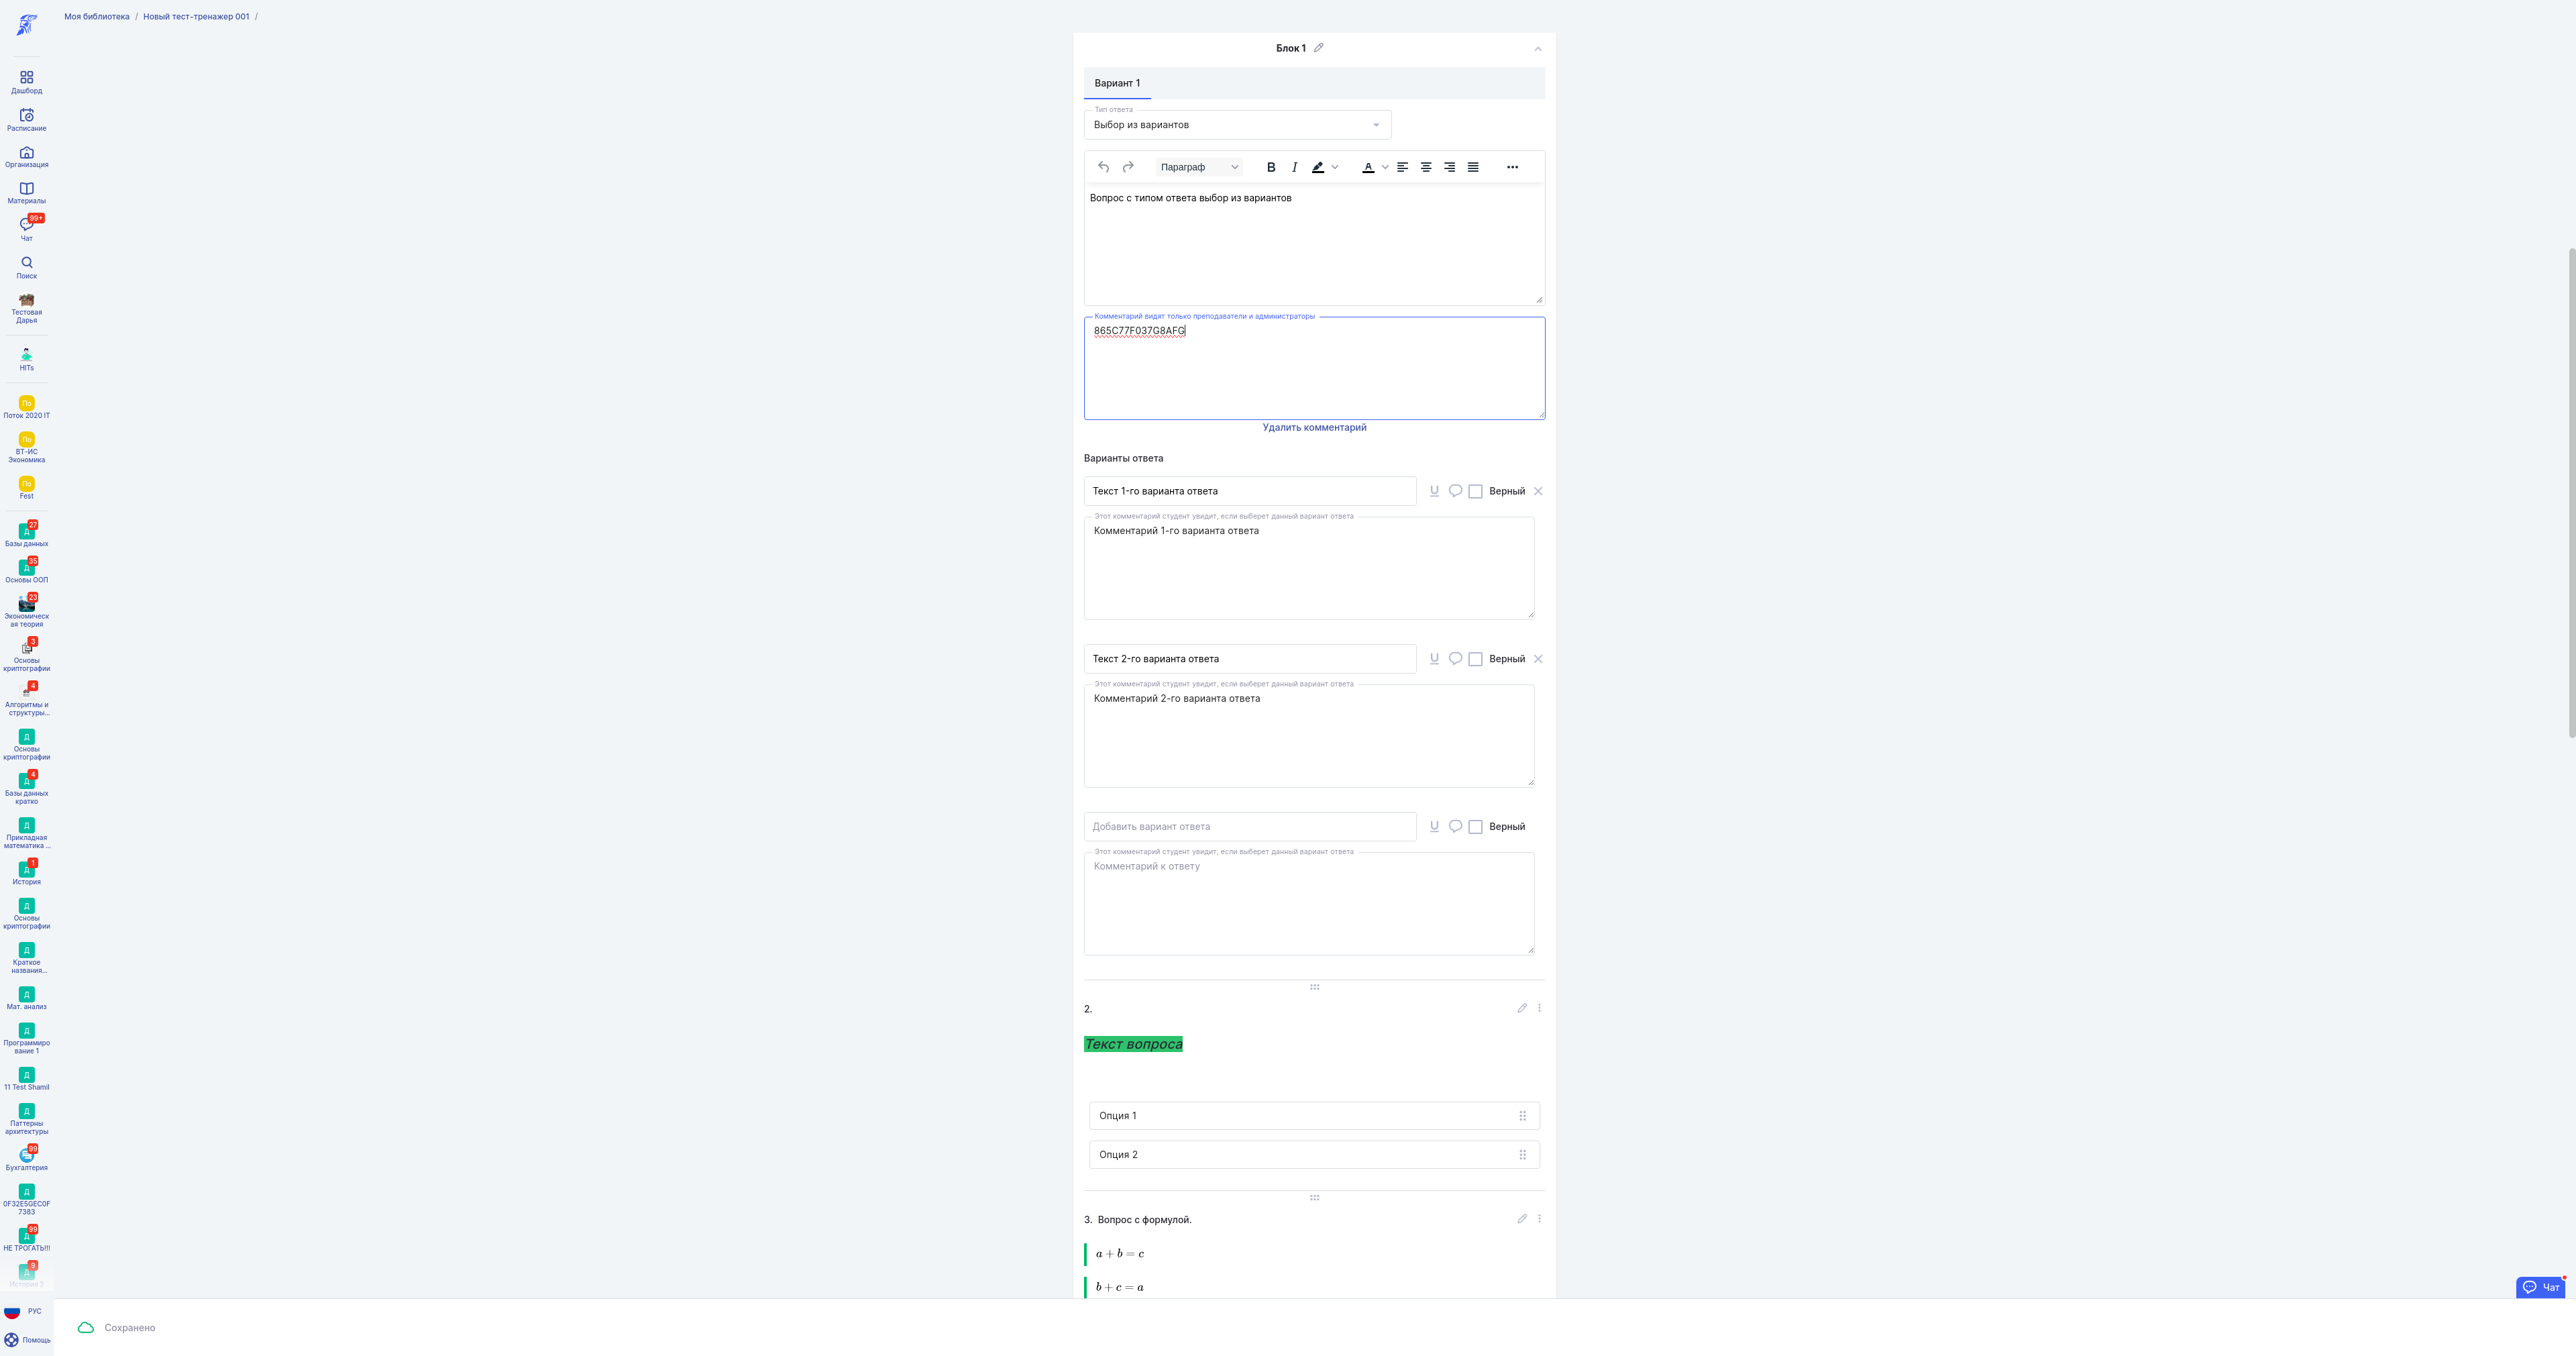 Моя библиотека / Новый тест-тренажер 001 /
Дашборд
Расписание
Организация
Материалы
99+
Чат
Поиск
Тестовая
Дарья
HITs
По
Поток 2020 IT
По
ВТ-ИС
Экономика
По
Fest
27
Д
Базы данных
35
Д
Основы ООП
23
Экономическ
ая теория
3
Основы
криптографии
4
Алгоритмы и
структуры...
Д
Основы
криптографии
4
Д
Базы данных
кратко
Д
Прикладная
математика ...
1
Д
История
Д
Основы
криптографии
Д
Краткое
названия...
Д
Мат. анализ
Д
Программиро
вание 1
Д
11 Test Shamil
Д
Паттерны
архитектуры
99
Бухгалтерия
Д
0F32E5GEC0F
7383
99
Д
НЕ ТРОГАТЬ!!!
9
Д
История 2
РУС
Помощь
Блок 1
Вариант 1
Тип ответа
Выбор из вариантов
Параграф
B I A
Вопрос с типом ответа выбор из вариантов
Комментарий видят только преподаватели и администраторы
865C77F037G8AFG
Удалить комментарий
Варианты ответа
Текст 1-го варианта ответа
Верный
Этот комментарий студент увидит, если выберет данный вариант ответа
Комментарий 1-го варианта ответа
Текст 2-го варианта ответа
Верный
Этот комментарий студент увидит, если выберет данный вариант ответа
Комментарий 2-го варианта ответа
Добавить вариант ответа
Верный
Этот комментарий студент увидит, если выберет данный вариант ответа
Комментарий к ответу
2.
Текст вопроса
Опция 1
Опция 2
3. Вопрос с формулой.
a + b = c
b + c = a
Чат
Сохранено